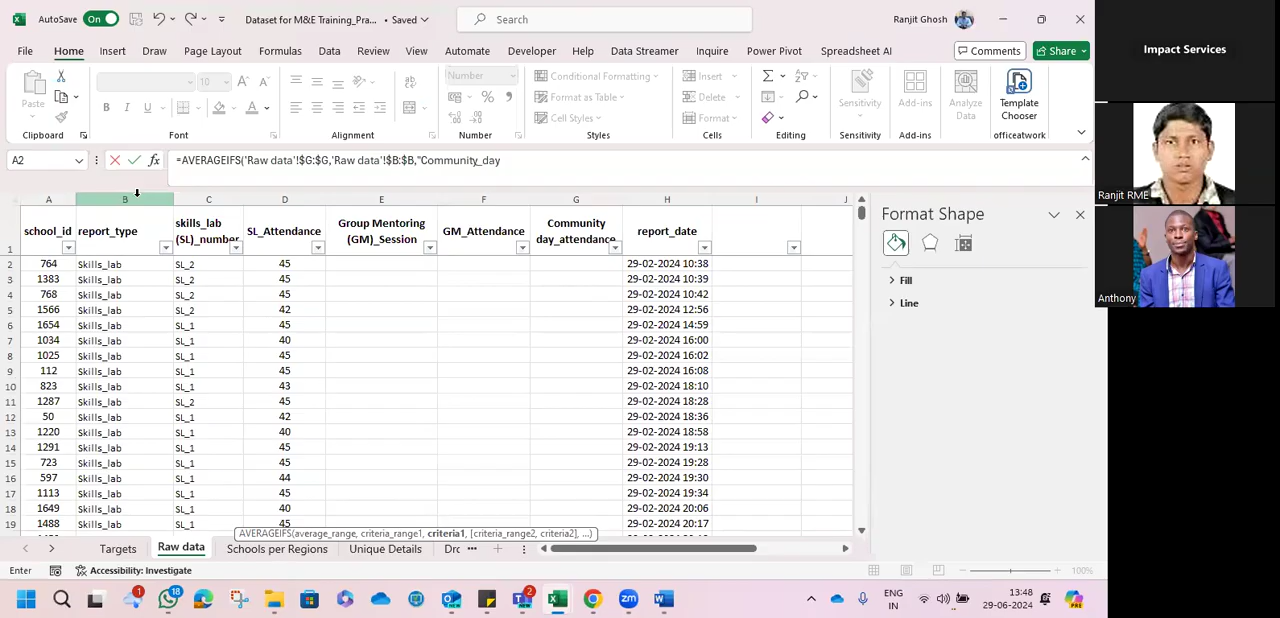 AutoSave On Dataset for M&E Training_Pra... • Saved Search Ranjit Ghosh
File Home Insert Draw Page Layout Formulas Data Review View Automate Developer Help Data Streamer Inquire Power Pivot Spreadsheet AI Comments Share
Paste B I U A A A Number % Conditional Formatting Insert Sensitivity Add-ins Analyze Data Template Chooser
10 Format as Table Delete
Cell Styles Format
Clipboard Font Alignment Number Styles Cells Editing Sensitivity Add-ins officeatwork
A2 fx =AVERAGEIFS('Raw data'!$G:$G,'Raw data'!$B:$B,"Community_day
A B C D E F G H I J
1 school_id report_type skills_lab (SL)_number SL_Attendance Group Mentoring (GM)_Session GM_Attendance Community day_attendance report_date
2 764 Skills_lab SL_2 45 29-02-2024 10:38
3 1383 Skills_lab SL_2 45 29-02-2024 10:39
4 768 Skills_lab SL_2 45 29-02-2024 10:42
5 1566 Skills_lab SL_2 42 29-02-2024 12:56
6 1654 Skills_lab SL_1 45 29-02-2024 14:59
7 1034 Skills_lab SL_1 40 29-02-2024 16:00
8 1025 Skills_lab SL_1 45 29-02-2024 16:02
9 112 Skills_lab SL_1 45 29-02-2024 16:08
10 823 Skills_lab SL_1 43 29-02-2024 18:10
11 1287 Skills_lab SL_2 45 29-02-2024 18:28
12 50 Skills_lab SL_1 42 29-02-2024 18:36
13 1220 Skills_lab SL_1 40 29-02-2024 18:58
14 1291 Skills_lab SL_1 45 29-02-2024 19:13
15 723 Skills_lab SL_1 45 29-02-2024 19:28
16 597 Skills_lab SL_1 44 29-02-2024 19:30
17 1113 Skills_lab SL_1 45 29-02-2024 19:34
18 1649 Skills_lab SL_1 40 29-02-2024 20:06
19 1488 Skills_lab SL_1 45 29-02-2024 20:17
AVERAGEIFS(average_range, criteria_range1, criteria1, [criteria_range2, criteria2], ...)
Targets Raw data Schools per Regions Unique Details Drc ...
Enter Accessibility: Investigate 100%
Format Shape
Fill
Line
Impact Services
Ranjit RME
Anthony
1 18 2 zm ENG IN 13:48 29-06-2024 PRE